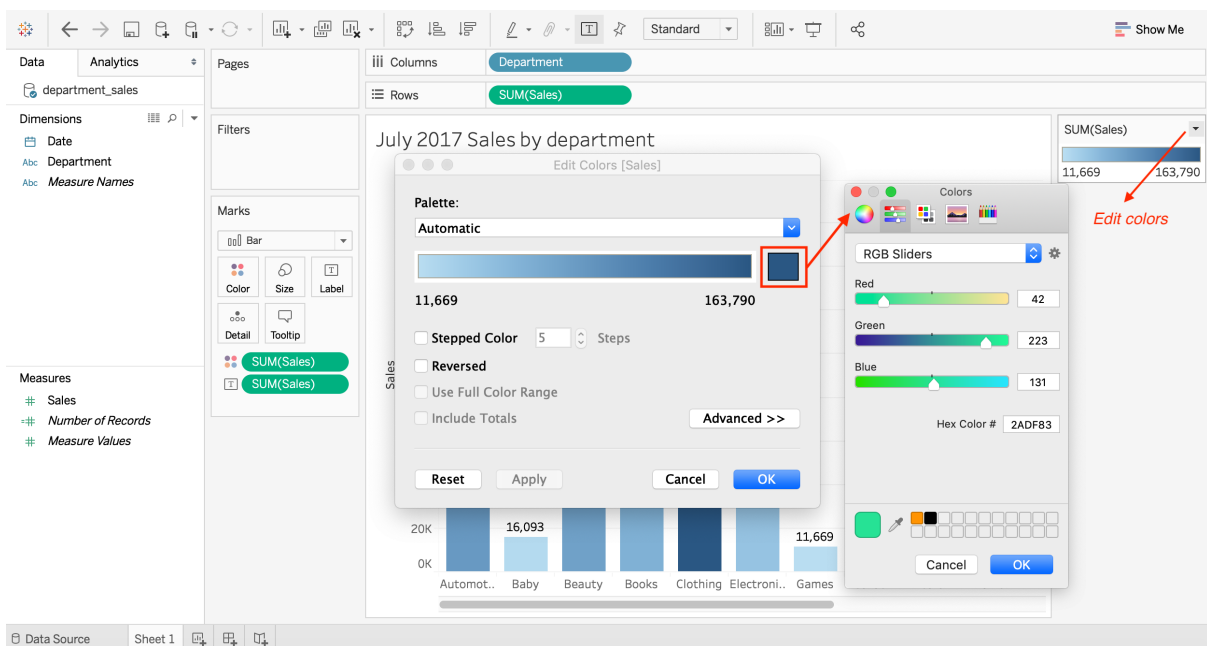 Standard
Show Me
Data
Analytics
Pages
Columns
Department
department_sales
Rows
SUM(Sales)
Dimensions
Filters
Date
Abc Department
Abc Measure Names
July 2017 Sales by department
SUM(Sales)
11,669 163,790
Edit colors
Edit Colors [Sales]
Palette:
Automatic
11,669 163,790
Stepped Color 5 Steps
Reversed
Use Full Color Range
Include Totals
Advanced >>
Reset Apply Cancel OK
Colors
RGB Sliders
Red
42
Green
223
Blue
131
Hex Color # 2ADF83
Cancel OK
Marks
Bar
Color Size Label
T
Detail Tooltip
SUM(Sales)
T SUM(Sales)
Measures
# Sales
=# Number of Records
# Measure Values
Sales
20K
16,093
11,669
0K
Automot.. Baby Beauty Books Clothing Electroni.. Games
Data Source Sheet 1